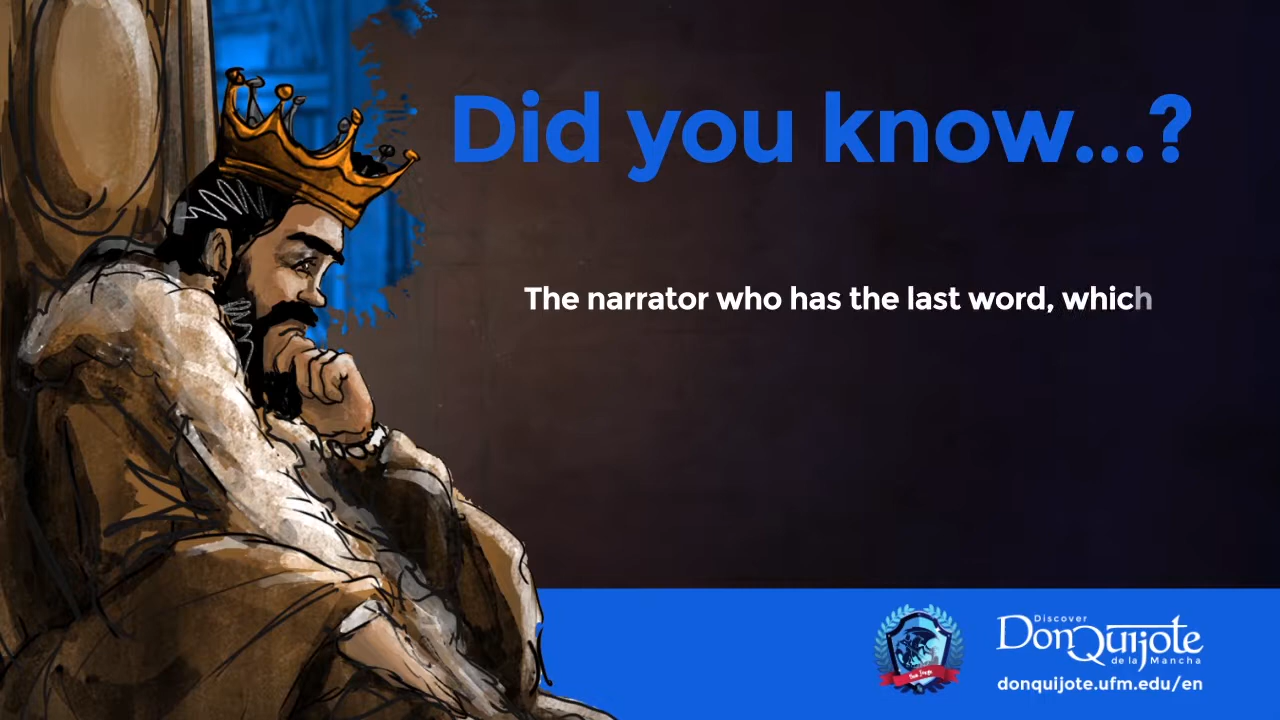 Did you know...?
The narrator who has the last word, which
Discover
DonQuijote
de la Mancha
donquijote.ufm.edu/en